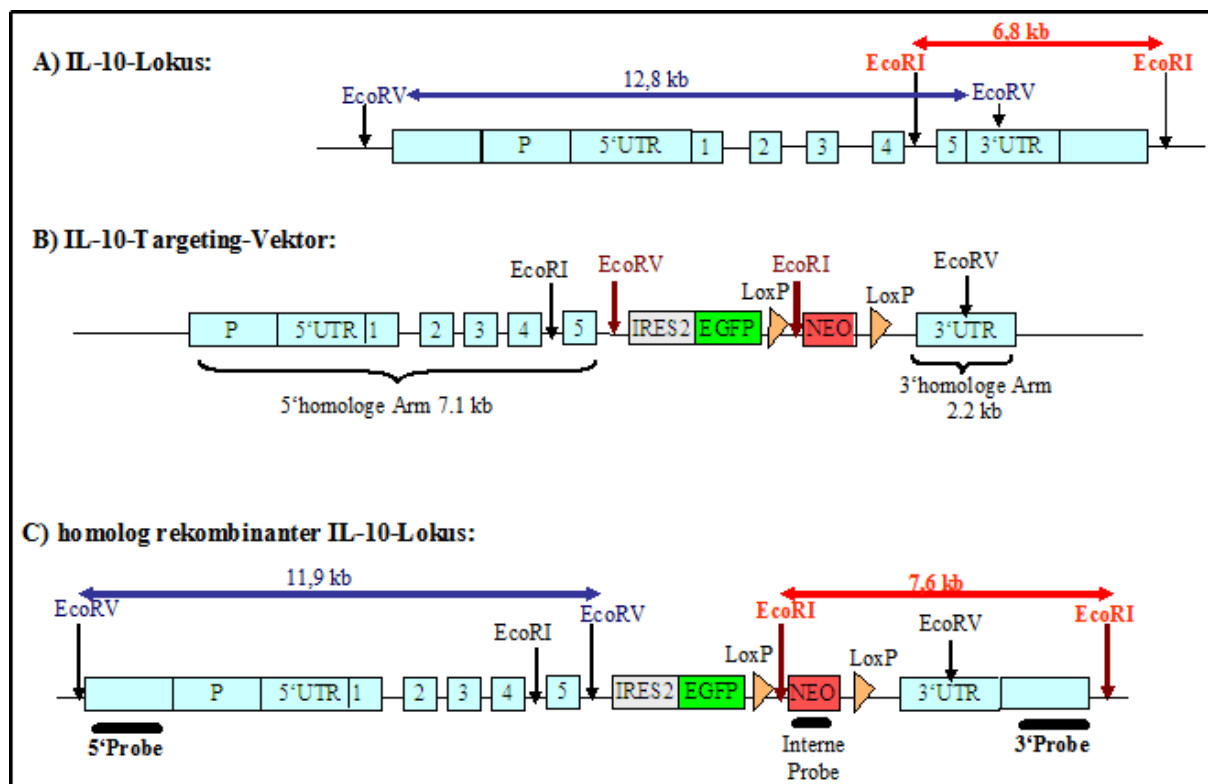 6,8 kb
A) IL-10-Lokus:
EcoRI EcoRI
EcoRV 12,8 kb EcoRV
P 5‘UTR 1 2 3 4 5 3‘UTR
B) IL-10-Targeting-Vektor:
EcoRI EcoRV EcoRI EcoRV
LoxP LoxP
P 5‘UTR 1 2 3 4 5 IRES2 EGFP NEO 3‘UTR
5‘homologe Arm 7.1 kb
3‘homologe Arm
2.2 kb
C) homolog rekombinanter IL-10-Lokus:
11,9 kb 7.6 kb
EcoRV EcoRI EcoRV EcoRI EcoRV EcoRI
LoxP LoxP
P 5‘UTR 1 2 3 4 5 IRES2 EGFP NEO 3‘UTR
5‘Probe
Interne
Probe
3‘Probe